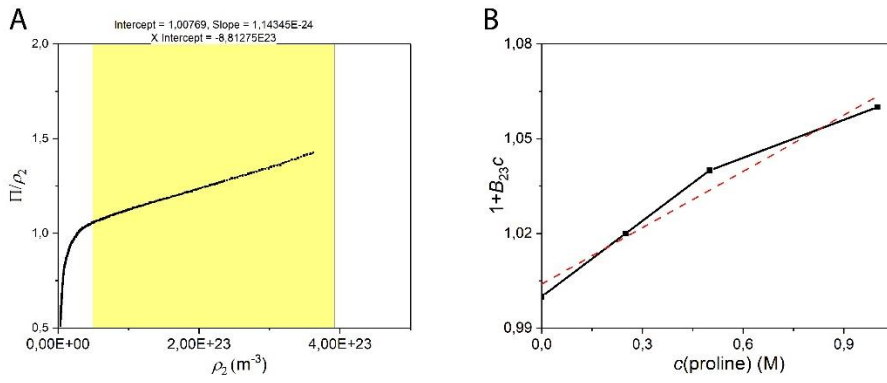 A
Intercept = 1,00769, Slope = 1,14345E-24
X Intercept = -8,81275E23
2,0
1,5
1,0
0,5
Π/ρ₂
0,00E+00
2,00E+23
4,00E+23
ρ₂ (m⁻³)
B
1,08
1,05
1,02
0,99
1+B₂₃c
0,0
0,3
0,6
0,9
c(proline) (M)